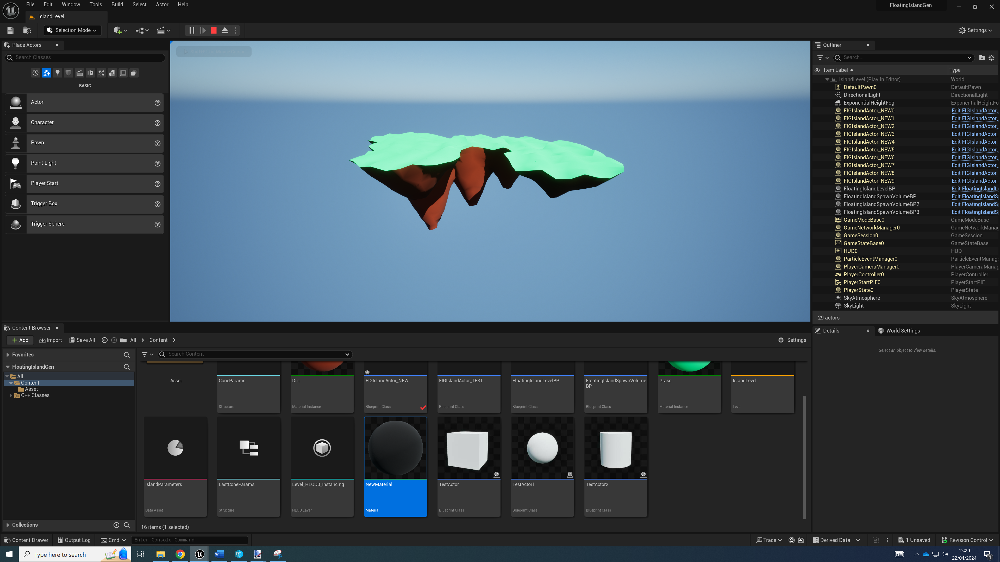 File Edit Window Tools Build Select Actor Help
FloatingIslandGen
IslandLevel
Selection Mode
Settings
Place Actors
Search Classes
BASIC
Actor
Character
Pawn
Point Light
Player Start
Trigger Box
Trigger Sphere
Outliner
Search...
Item Label Type
IslandLevel (Play In Editor) World
DefaultPawn0 DefaultPawn
DirectionalLight DirectionalLight
ExponentialHeightFog ExponentialHeightFo
FIGIslandActor_NEW0 Edit FIGIslandActor_
FIGIslandActor_NEW1 Edit FIGIslandActor_
FIGIslandActor_NEW2 Edit FIGIslandActor_
FIGIslandActor_NEW3 Edit FIGIslandActor_
FIGIslandActor_NEW4 Edit FIGIslandActor_
FIGIslandActor_NEW5 Edit FIGIslandActor_
FIGIslandActor_NEW6 Edit FIGIslandActor_
FIGIslandActor_NEW7 Edit FIGIslandActor_
FIGIslandActor_NEW8 Edit FIGIslandActor_
FIGIslandActor_NEW9 Edit FIGIslandActor_
FloatingIslandLevelBP Edit FloatingIslandL
FloatingIslandSpawnVolumeBP Edit FloatingIslandS
FloatingIslandSpawnVolumeBP2 Edit FloatingIslandS
FloatingIslandSpawnVolumeBP3 Edit FloatingIslandS
GameModeBase0 GameModeBase
GameNetworkManager0 GameNetworkManag
GameSession0 GameSession
GameStateBase0 GameStateBase
HUD0 HUD
ParticleEventManager0 ParticleEventManage
PlayerCameraManager0 PlayerCameraManag
PlayerController0 PlayerController
PlayerStartPIE0 PlayerStartPIE
PlayerState0 PlayerState
SkyAtmosphere SkyAtmosphere
SkyLight SkyLight
29 actors
Details World Settings
Select an object to view details.
Content Browser
Add Import Save All All Content Settings
Favorites
FloatingIslandGen
All
Content
Asset
C++ Classes
Collections
Search Content
Asset
ConeParams
Structure
Dirt
Material Instance
FIGIslandActor_NEW
Blueprint Class
FIGIslandActor_TEST
Blueprint Class
FloatingIslandLevelBP
Blueprint Class
FloatingIslandSpawnVolume
BP
Blueprint Class
Grass
Material Instance
IslandLevel
Level
IslandParameters
Data Asset
LastConeParams
Structure
Level_HLOD0_Instancing
HLOD Layer
NewMaterial
Material
TestActor
Blueprint Class
TestActor1
Blueprint Class
TestActor2
Blueprint Class
16 items (1 selected)
Content Drawer Output Log Cmd Enter Console Command Trace Derived Data 1 Unsaved Revision Control
Type here to search
13:29
22/04/2024
1